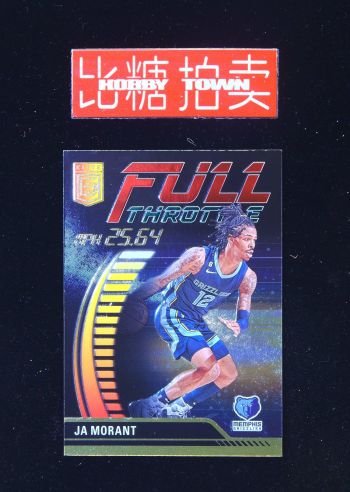 比糖拍卖
HOBBY TOWN
FULL
THROTTLE
MPH 25.64
GRIZZLIES
12
JA MORANT
MEMPHIS
GRIZZLIES